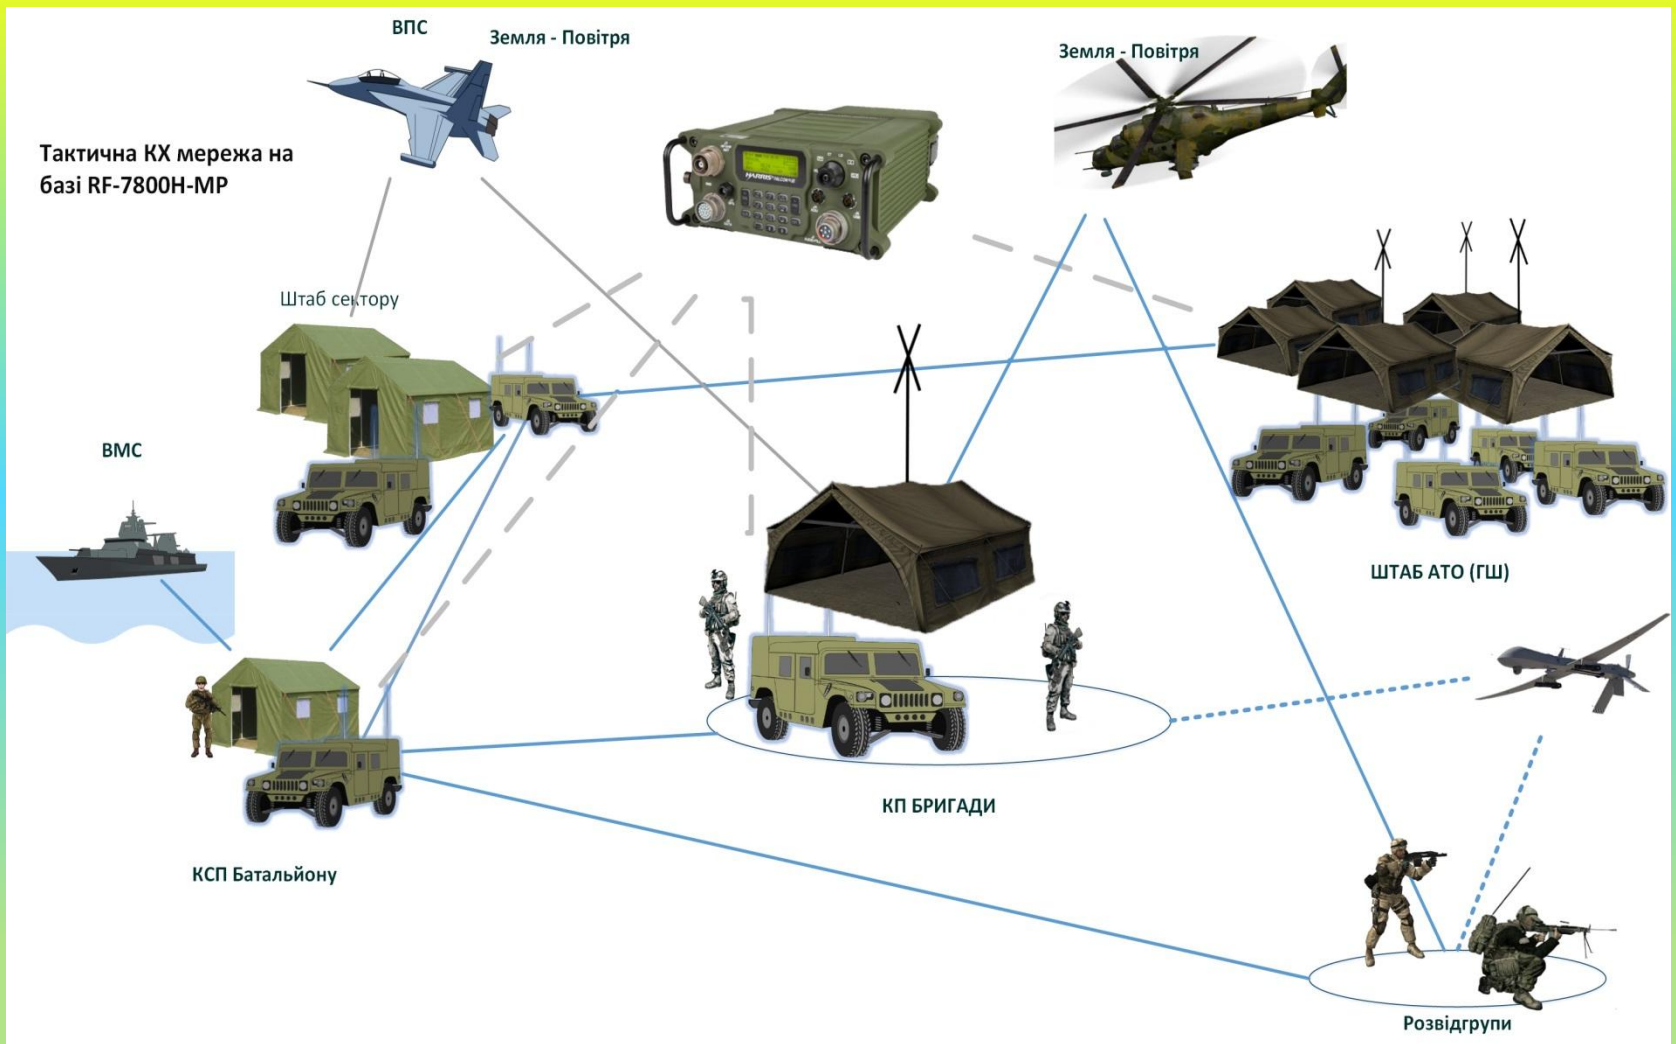 ВПС
Земля - Повітря
Земля - Повітря
Тактична КХ мережа на
базі RF-7800H-MP
HARRIS
Штаб сектору
ВМС
ШТАБ АТО (ГШ)
КП БРИГАДИ
КСП Батальйону
Розвідгрупи